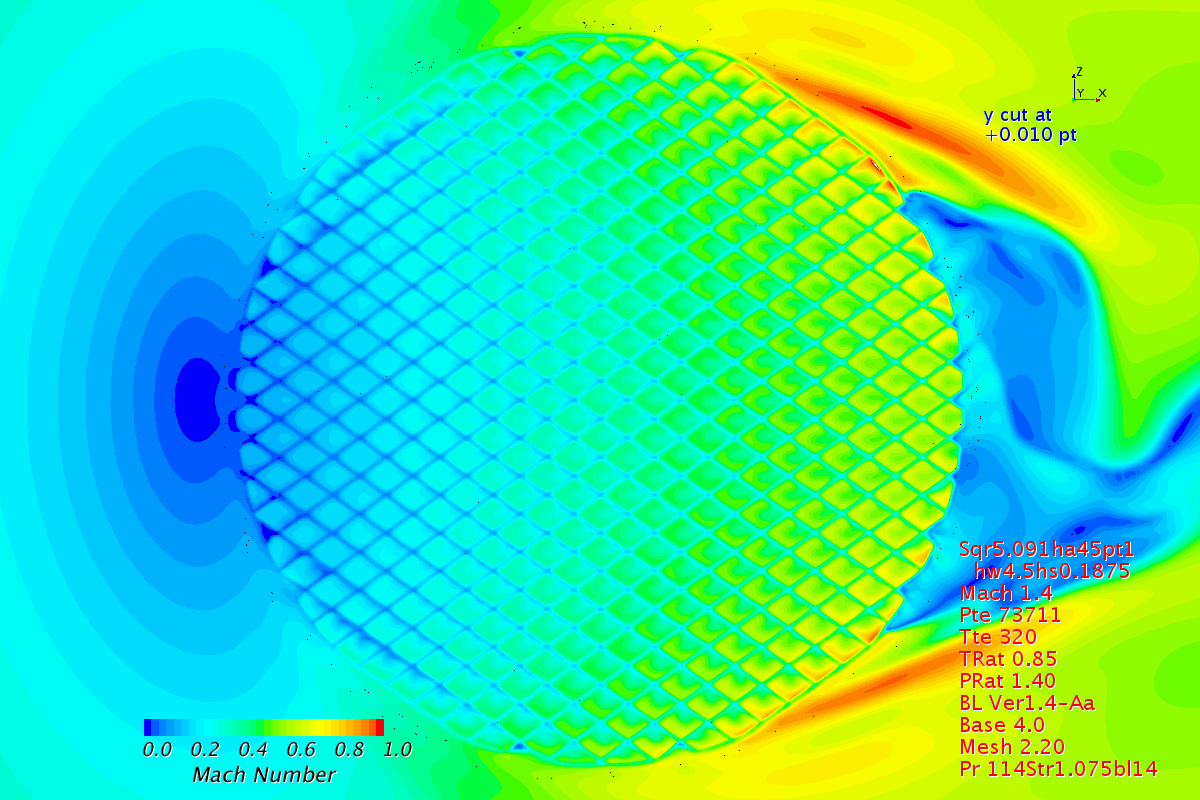 Z
Y X
y cut at
+0.010 pt
Sqr5.091ha45pt1
hw4.5hs0.1875
Mach 1.4
Pte 73711
Tte 320
TRat 0.85
PRat 1.40
BL Ver1.4-Aa
Base 4.0
Mesh 2.20
Pr 114Str1.075bl14
0.0 0.2 0.4 0.6 0.8 1.0
Mach Number